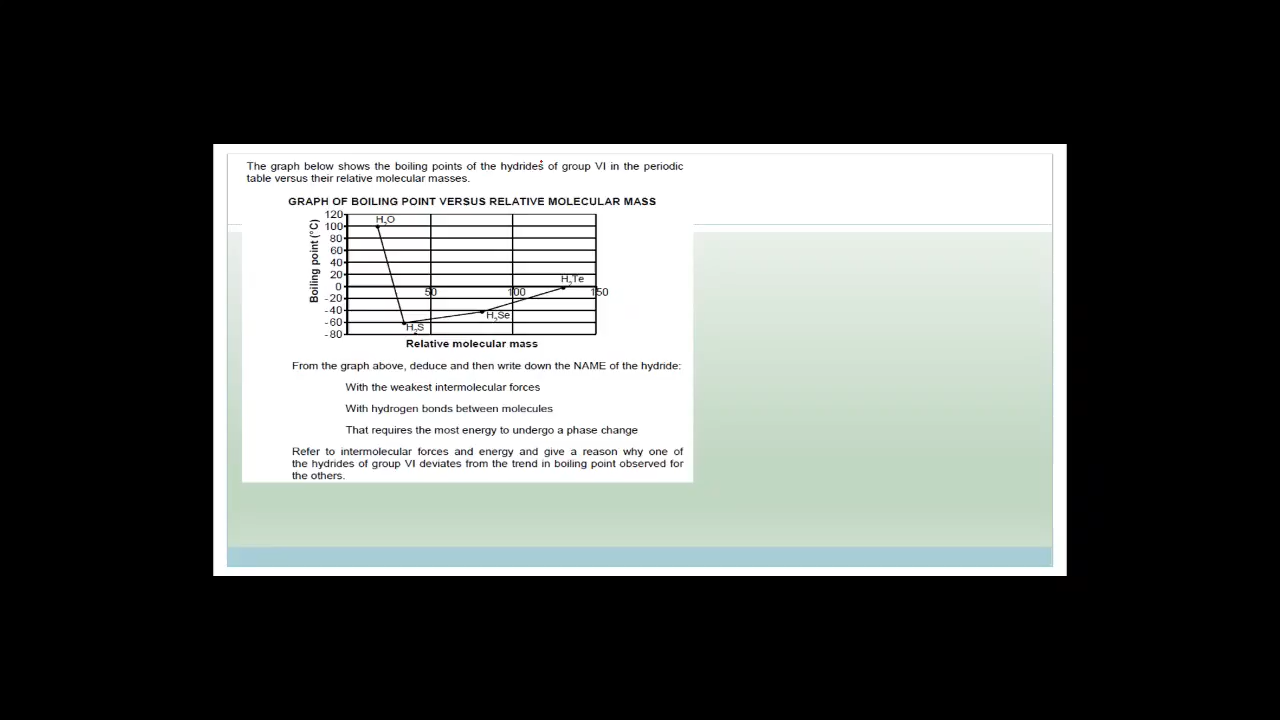 The graph below shows the boiling points of the hydrides of group VI in the periodic
table versus their relative molecular masses.
GRAPH OF BOILING POINT VERSUS RELATIVE MOLECULAR MASS
Boiling point (°C)
120
100
80
60
40
20
0
-20
-40
-60
-80
H₂O
H₂Te
50
100
150
H₂Se
H₂S
Relative molecular mass
From the graph above, deduce and then write down the NAME of the hydride:
With the weakest intermolecular forces
With hydrogen bonds between molecules
That requires the most energy to undergo a phase change
Refer to intermolecular forces and energy and give a reason why one of
the hydrides of group VI deviates from the trend in boiling point observed for
the others.